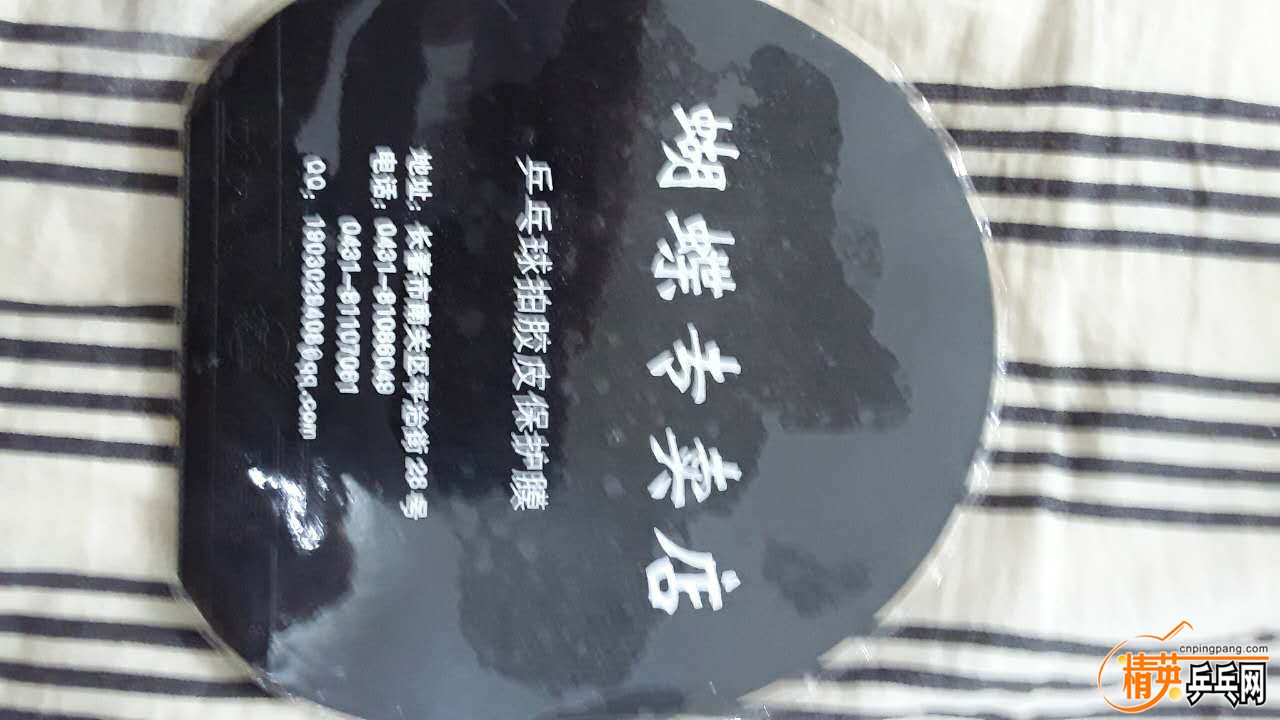 蝴蝶专卖店
乒乓球拍胶皮保护膜
地址：长春市南关区平治街28号
电话：0431-81088048
0431-81107081
QQ：190302840@qq.com
cnpingpang.com
精英乒乓网